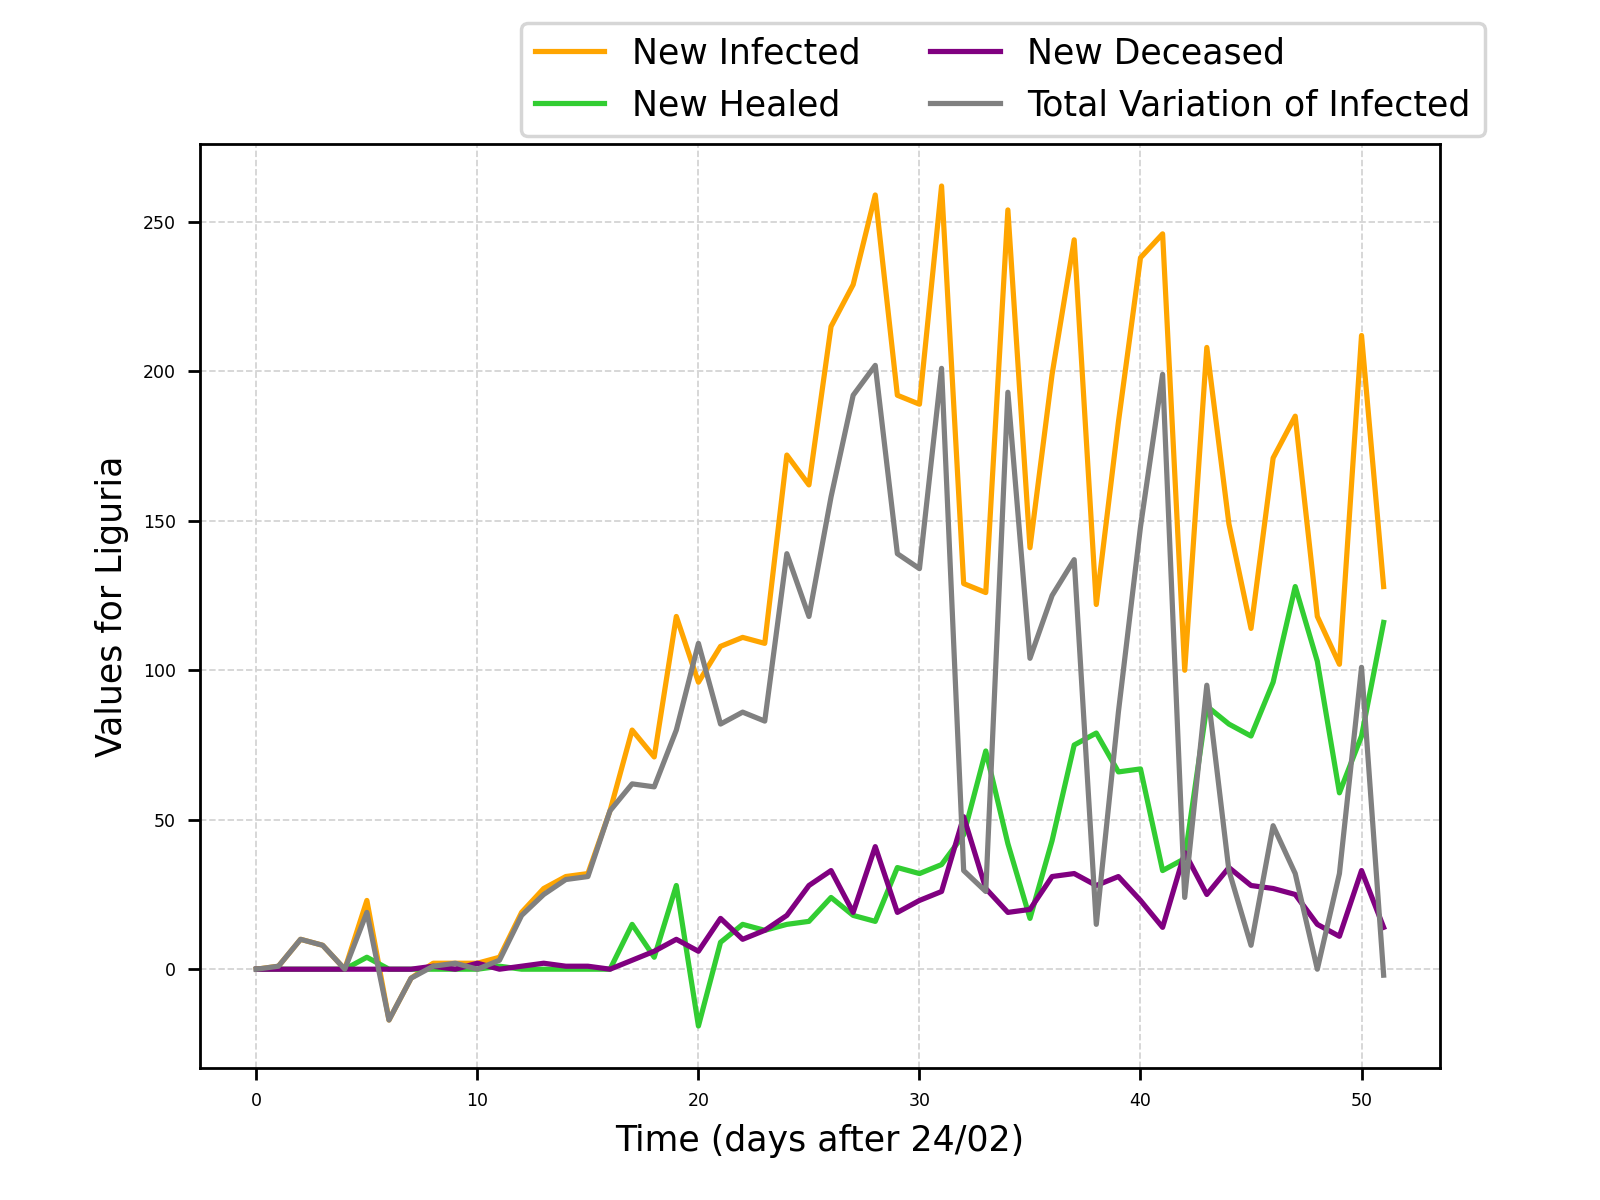 New Infected
New Healed
New Deceased
Total Variation of Infected
250
200
150
100
50
0
Values for Liguria
0 10 20 30 40 50
Time (days after 24/02)